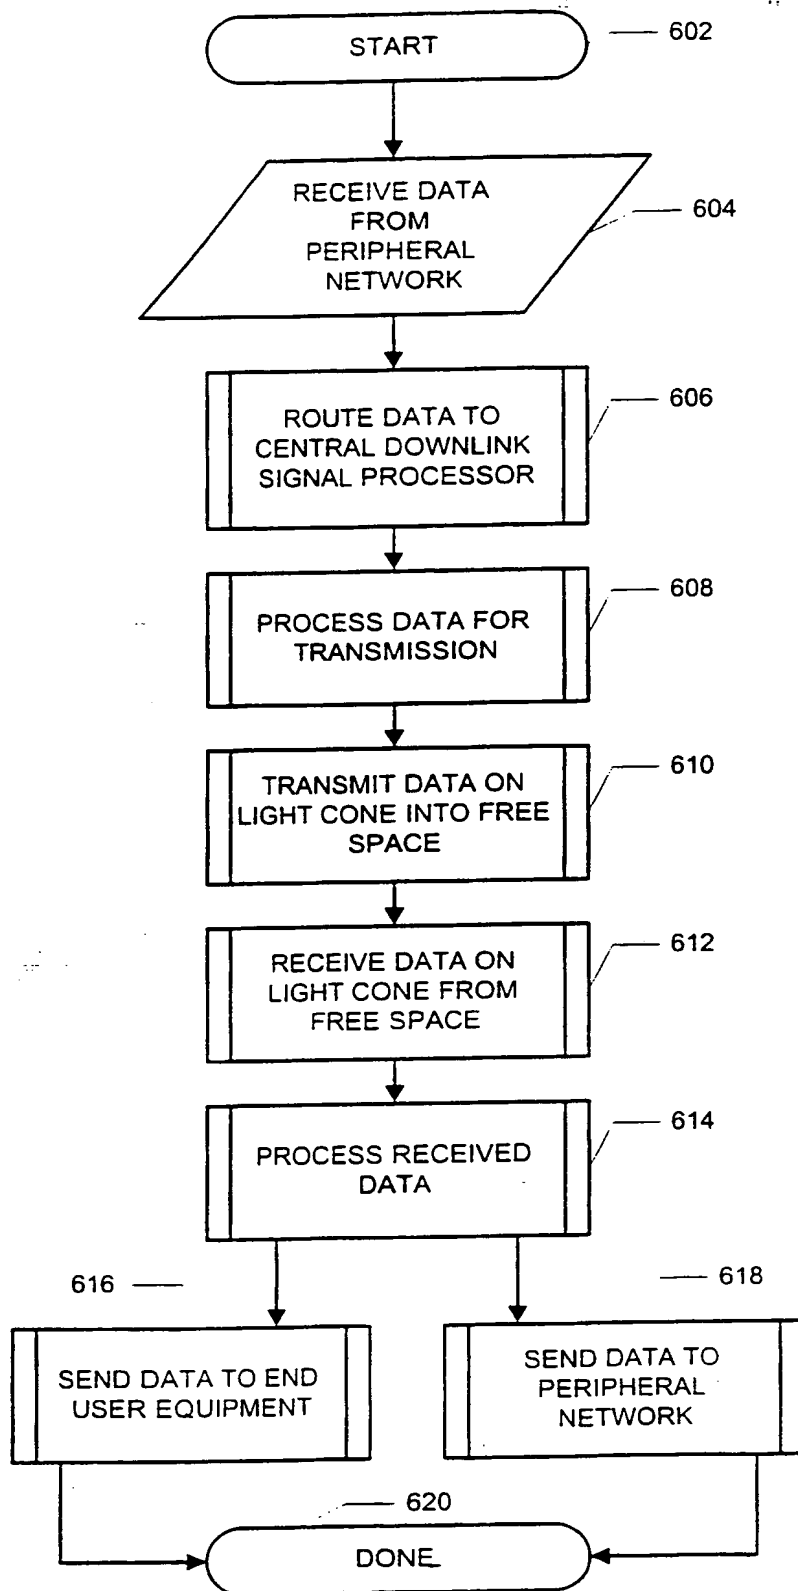 START
602
RECEIVE DATA
FROM
PERIPHERAL
NETWORK
604
ROUTE DATA TO
CENTRAL DOWNLINK
SIGNAL PROCESSOR
606
PROCESS DATA FOR
TRANSMISSION
608
TRANSMIT DATA ON
LIGHT CONE INTO FREE
SPACE
610
RECEIVE DATA ON
LIGHT CONE FROM
FREE SPACE
612
PROCESS RECEIVED
DATA
614
616
SEND DATA TO END
USER EQUIPMENT
618
SEND DATA TO
PERIPHERAL
NETWORK
620
DONE